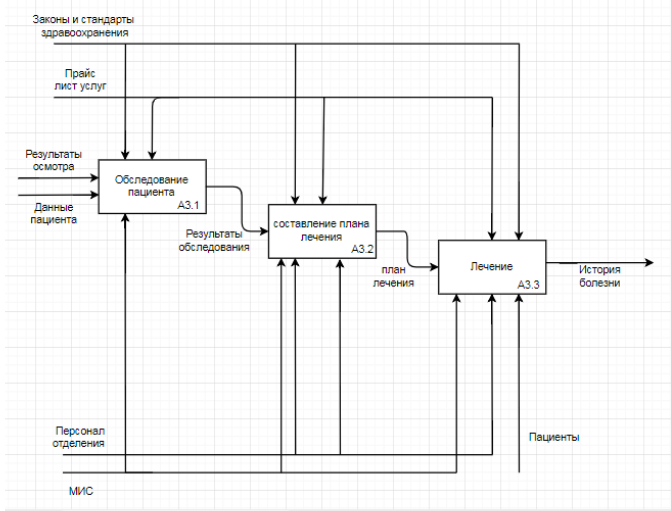 Законы и стандарты
здравоохранения
Прайс
лист услуг
Результаты
осмотра
Данные
пациента
Обследование
пациента
А3.1
Результаты
обследования
составление плана
лечения
А3.2
план
лечения
Лечение
А3.3
История
болезни
Персонал
отделения
МИС
Пациенты